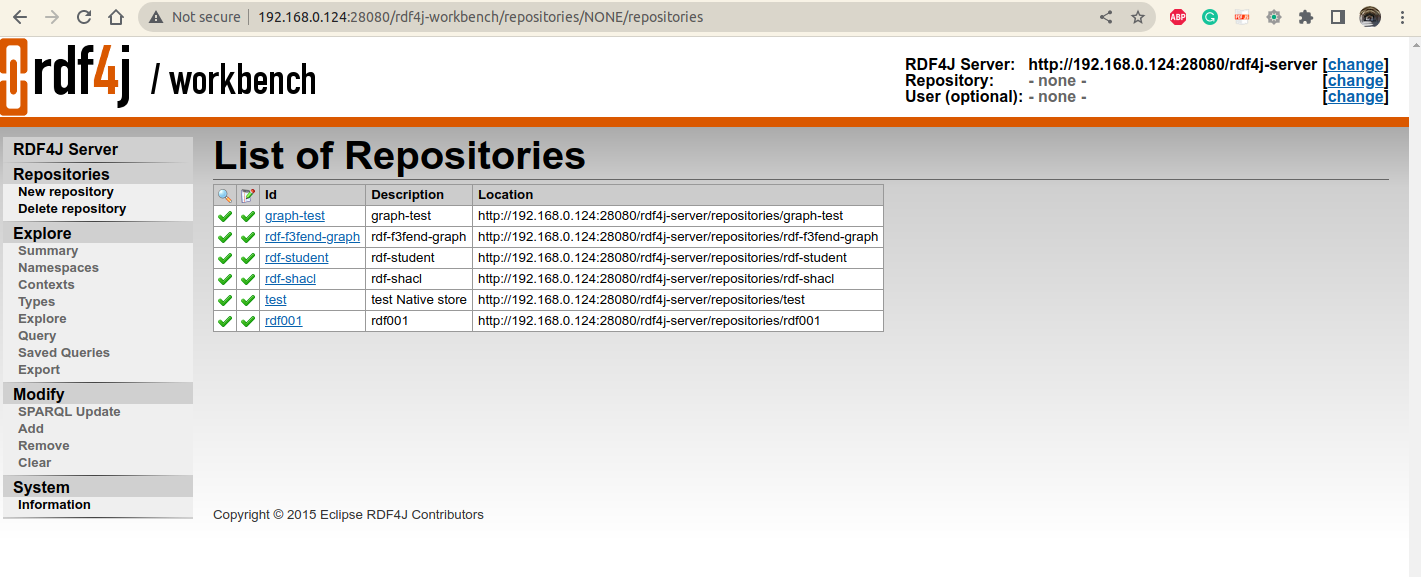 Not secure | 192.168.0.124:28080/rdf4j-workbench/repositories/NONE/repositories
ABP
rdf4j / workbench
RDF4J Server: http://192.168.0.124:28080/rdf4j-server [change]
Repository: - none - [change]
User (optional): - none - [change]
RDF4J Server
Repositories
New repository
Delete repository
Explore
Summary
Namespaces
Contexts
Types
Explore
Query
Saved Queries
Export
Modify
SPARQL Update
Add
Remove
Clear
System
Information
List of Repositories
Id Description Location
graph-test graph-test http://192.168.0.124:28080/rdf4j-server/repositories/graph-test
rdf-f3fend-graph rdf-f3fend-graph http://192.168.0.124:28080/rdf4j-server/repositories/rdf-f3fend-graph
rdf-student rdf-student http://192.168.0.124:28080/rdf4j-server/repositories/rdf-student
rdf-shacl rdf-shacl http://192.168.0.124:28080/rdf4j-server/repositories/rdf-shacl
test test Native store http://192.168.0.124:28080/rdf4j-server/repositories/test
rdf001 rdf001 http://192.168.0.124:28080/rdf4j-server/repositories/rdf001
Copyright © 2015 Eclipse RDF4J Contributors